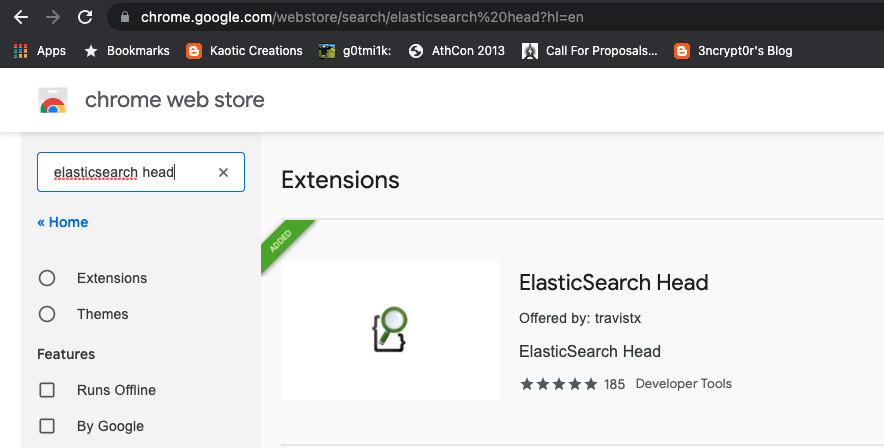 chrome.google.com/webstore/search/elasticsearch%20head?hl=en
Apps Bookmarks Kaotic Creations g0tmi1k: AthCon 2013 Call For Proposals... 3ncrypt0r's Blog
chrome web store
elasticsearch head
« Home
Extensions
Themes
Features
Runs Offline
By Google
Extensions
ADDED
ElasticSearch Head
Offered by: travistx
ElasticSearch Head
185 Developer Tools